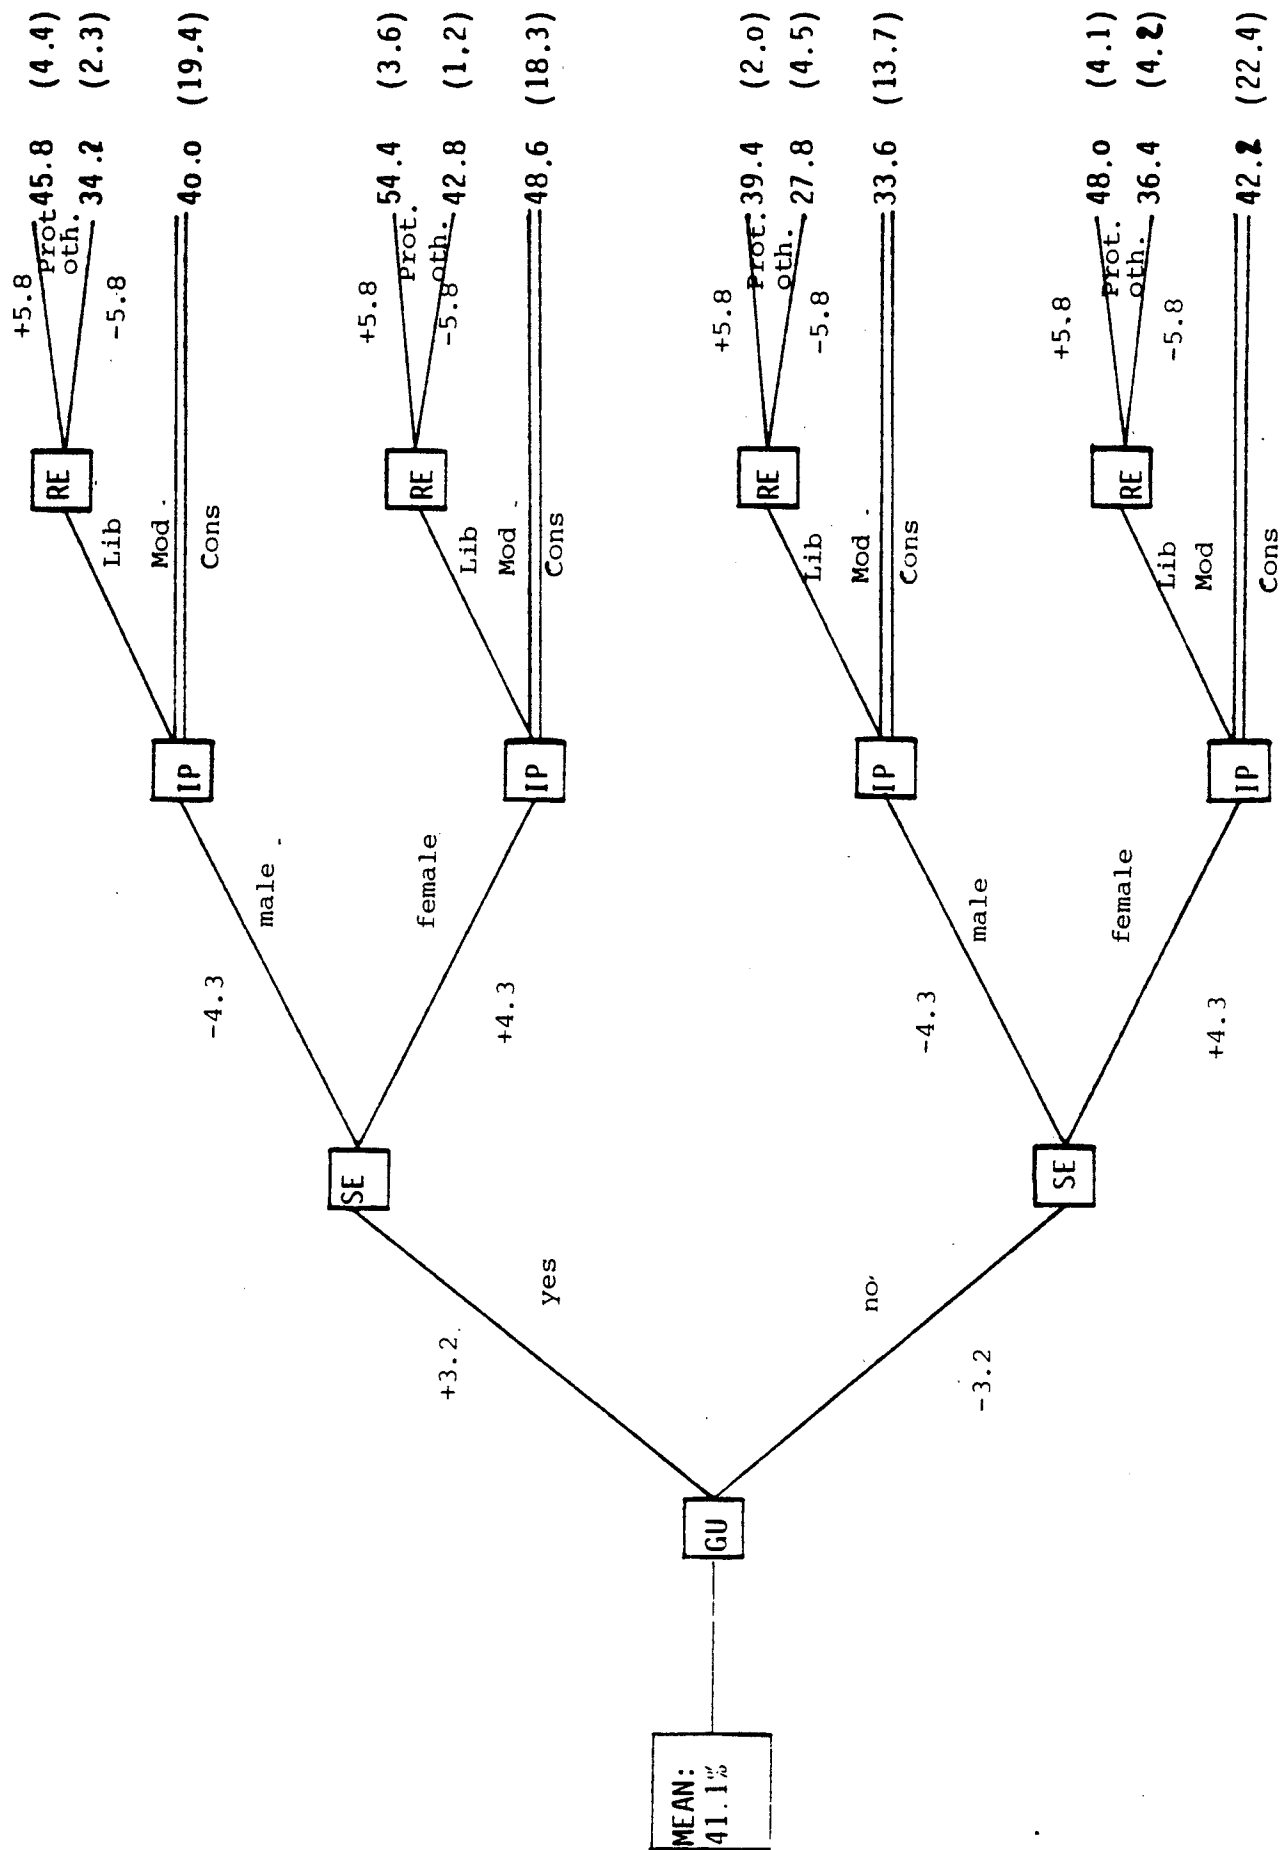 +5.8
RE Prot 45.8 (4.4)
oth. 34.2 (2.3)
Lib -5.8
Mod
IP 40.0 (19.4)
Cons
-4.3
male
SE
+5.8
Prot. 54.4 (3.6)
female RE
oth. 42.8 (1.2)
+3.2 -5.8
Lib
+4.3 Mod
IP 48.6 (18.3)
yes Cons
MEAN:
41.1% GU
+5.8
Prot. 39.4 (2.0)
RE
oth. 27.8 (4.5)
Lib -5.8
Mod
no IP 33.6 (13.7)
Cons
-4.3
male
-3.2
SE
+5.8
Prot. 48.0 (4.1)
female RE oth. 36.4 (4.2)
Lib -5.8
Mod
+4.3
IP 42.2 (22.4)
Cons